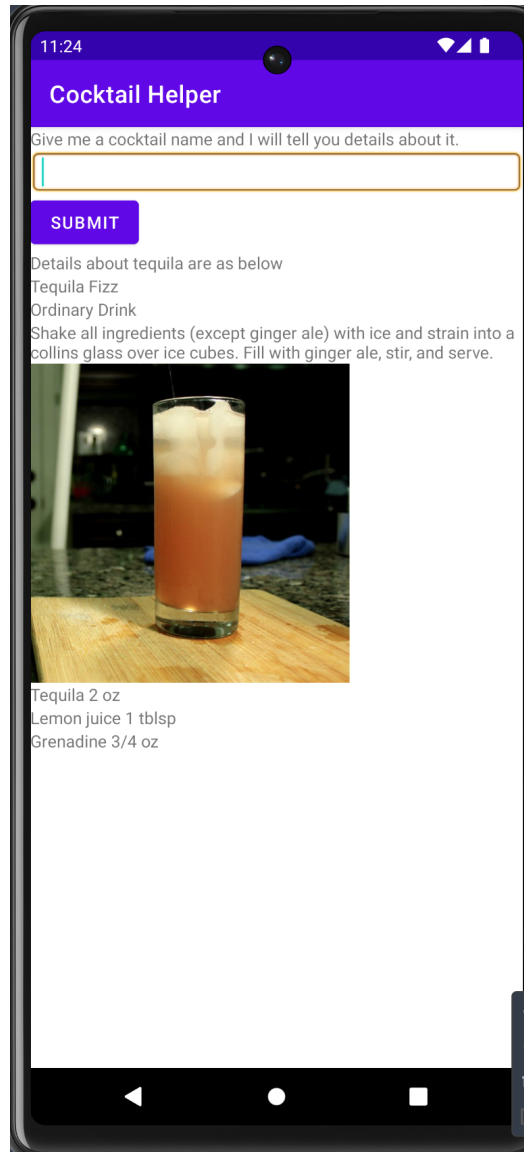 11:24
Cocktail Helper
Give me a cocktail name and I will tell you details about it.
SUBMIT
Details about tequila are as below
Tequila Fizz
Ordinary Drink
Shake all ingredients (except ginger ale) with ice and strain into a
collins glass over ice cubes. Fill with ginger ale, stir, and serve.
Tequila 2 oz
Lemon juice 1 tblsp
Grenadine 3/4 oz